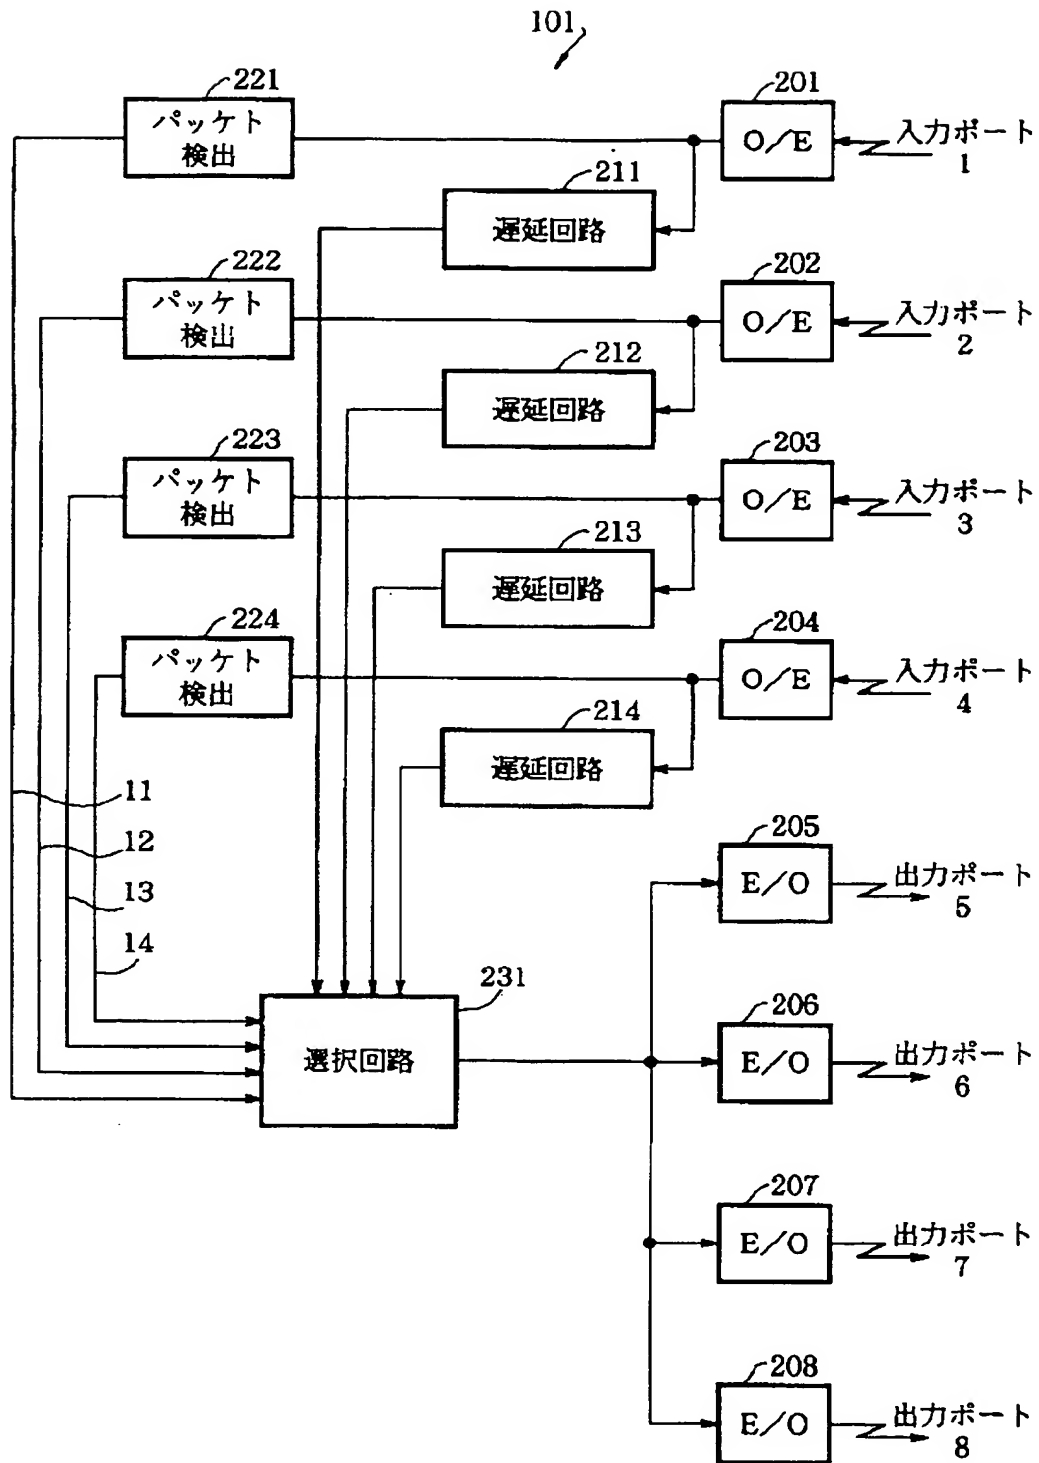 101
221
パッケト
検出
201
O/E
入力ポート
1
211
遅延回路
222
パッケト
検出
202
O/E
入力ポート
2
212
遅延回路
223
パッケト
検出
203
O/E
入力ポート
3
213
遅延回路
224
パッケト
検出
204
O/E
入力ポート
4
214
遅延回路
11
12
13
14
205
E/O
出力ポート
5
231
選択回路
206
E/O
出力ポート
6
207
E/O
出力ポート
7
208
E/O
出力ポート
8